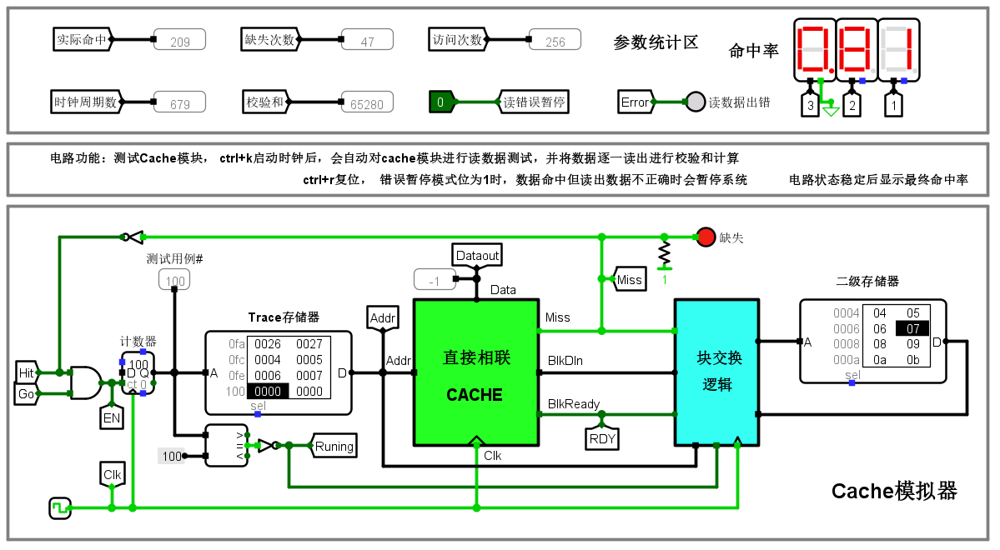 实际命中 209 缺失次数 47 访问次数 256 参数统计区 命中率 0.81
时钟周期数 679 校验和 65280 0 读错误暂停 Error 读数据出错 3 2 1
电路功能：测试Cache模块， ctrl+k启动时钟后，会自动对cache模块进行读数据测试，并将数据逐一读出进行校验和计算
ctrl+r复位， 错误暂停模式位为1时，数据命中但读出数据不正确时会暂停系统 电路状态稳定后显示最终命中率
缺失
测试用例#
100
Dataout
-1
Data
Miss
1
二级存储器
0004 04 05
0006 06 07
0008 08 09
000a 0a 0b
A
D
sel
Trace存储器
0fa 0026 0027
0fc 0004 0005
0fe 0006 0007
100 0000 0000
A
D
sel
Addr
Addr
Miss
BlkDIn
BlkReady
直接相联
CACHE
Clk
块交换
逻辑
RDY
计数器
100
D Q
ct 0
Hit
Go
EN
>
=
<
100
Runing
Clk
Cache模拟器